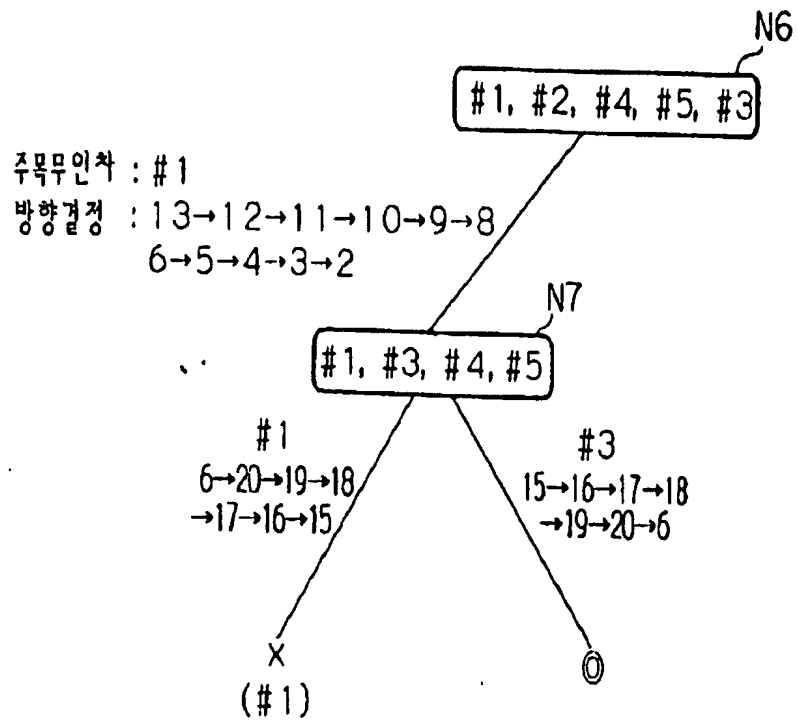 N6
#1, #2, #4, #5, #3
주목무인차 : #1
방향결정 : 13→12→11→10→9→8
6→5→4→3→2
N7
#1, #3, #4, #5
#1
6→20→19→18
→17→16→15
#3
15→16→17→18
→19→20→6
×
(#1)
◎